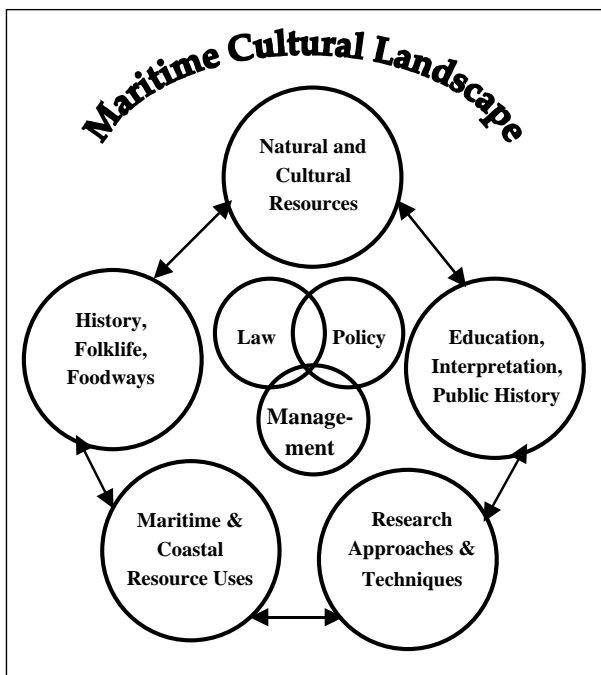 Maritime Cultural Landscape
Natural and
Cultural
Resources
History,
Folklife,
Foodways
Law
Policy
Manage-
ment
Education,
Interpretation,
Public History
Maritime &
Coastal
Resource Uses
Research
Approaches &
Techniques